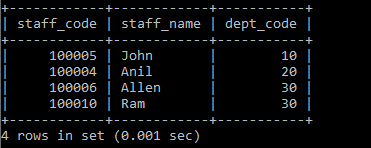 +------------+------------+-----------+
| staff_code | staff_name | dept_code |
+------------+------------+-----------+
|     100005 | John       |        10 |
|     100004 | Anil       |        20 |
|     100006 | Allen      |        30 |
|     100010 | Ram        |        30 |
+------------+------------+-----------+
4 rows in set (0.001 sec)